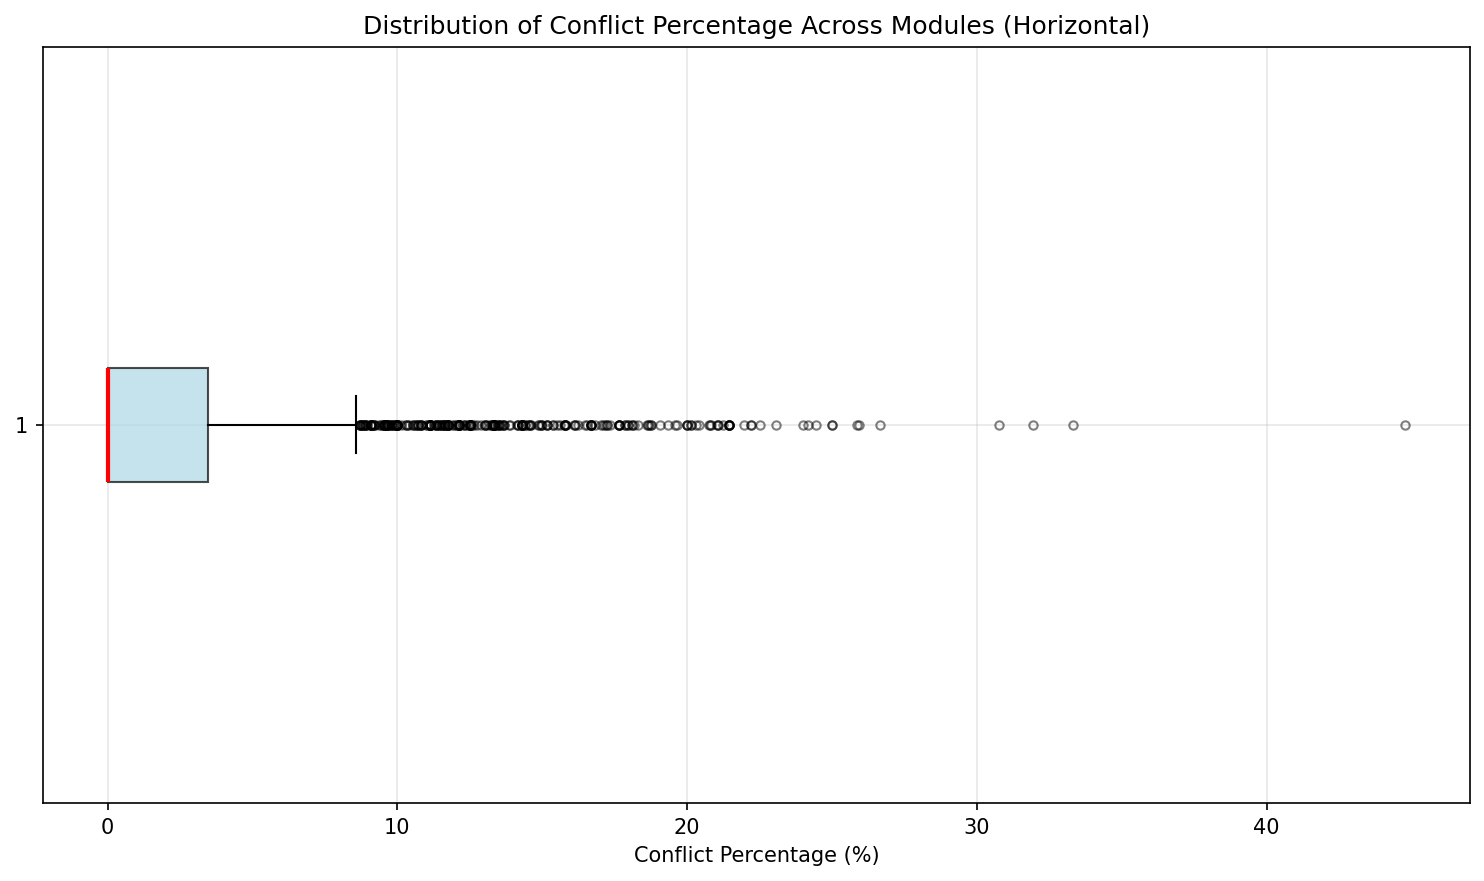 Distribution of Conflict Percentage Across Modules (Horizontal)
1
0 10 20 30 40
Conflict Percentage (%)